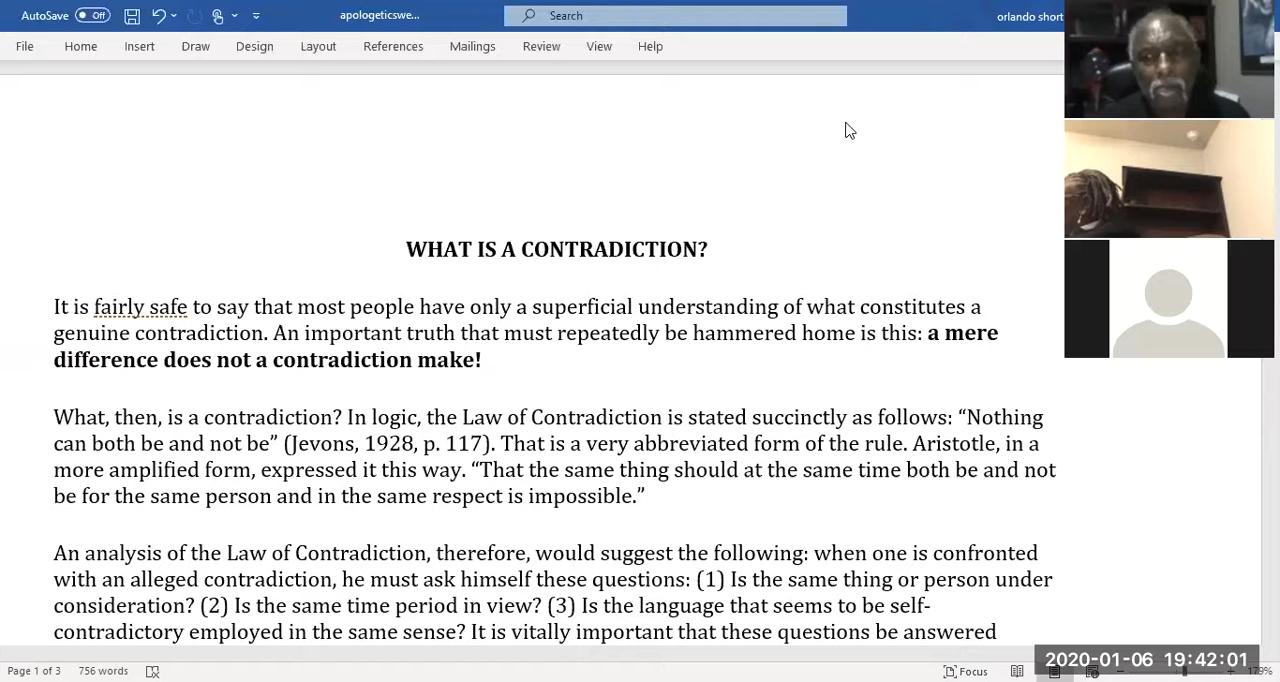 AutoSave Off apologeticswe... Search orlando short
File Home Insert Draw Design Layout References Mailings Review View Help
WHAT IS A CONTRADICTION?
It is fairly safe to say that most people have only a superficial understanding of what constitutes a
genuine contradiction. An important truth that must repeatedly be hammered home is this: a mere
difference does not a contradiction make!
What, then, is a contradiction? In logic, the Law of Contradiction is stated succinctly as follows: “Nothing
can both be and not be” (Jevons, 1928, p. 117). That is a very abbreviated form of the rule. Aristotle, in a
more amplified form, expressed it this way. “That the same thing should at the same time both be and not
be for the same person and in the same respect is impossible.”
An analysis of the Law of Contradiction, therefore, would suggest the following: when one is confronted
with an alleged contradiction, he must ask himself these questions: (1) Is the same thing or person under
consideration? (2) Is the same time period in view? (3) Is the language that seems to be self-
contradictory employed in the same sense? It is vitally important that these questions be answered
2020-01-06 19:42:01
Page 1 of 3 756 words Focus 179%